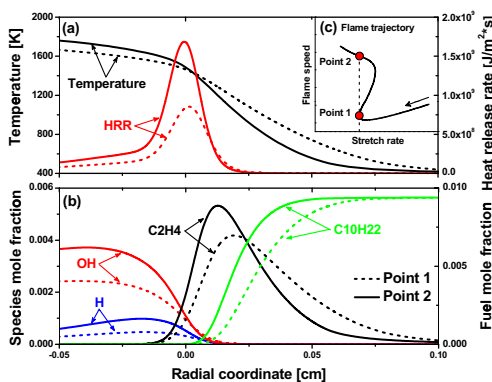 (a)
Temperature
HRR
Temperature [K]
2000
1600
1200
800
400
(c)
Flame trajectory
Point 2
Point 1
Flame speed
Stretch rate
Heat release rate [J/m²*s]
2.0x10⁹
1.5x10⁹
1.0x10⁹
5.0x10⁸
0.0
(b)
C2H4
C10H22
OH
H
Point 1
Point 2
Species mole fraction
0.006
0.004
0.002
0.000
Fuel mole fraction
0.010
0.005
0.000
-0.05 0.00 0.05 0.10
Radial coordinate [cm]